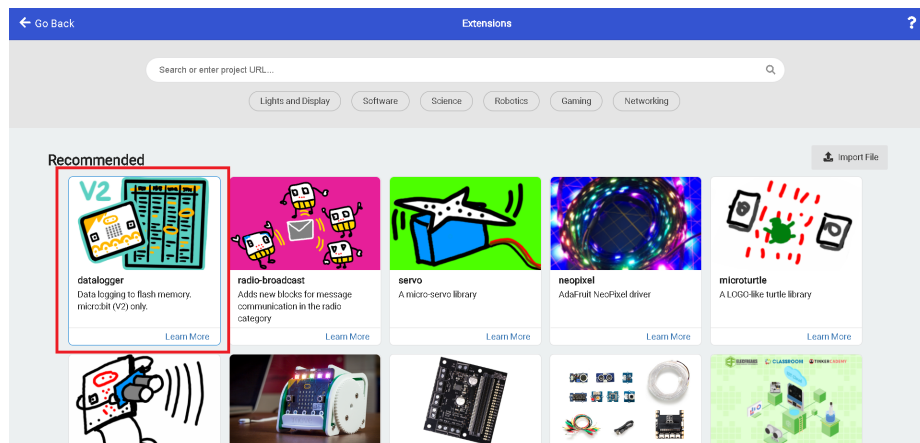 Go Back
Extensions
?
Search or enter project URL...
Lights and Display
Software
Science
Robotics
Gaming
Networking
Recommended
Import File
V2
datalogger
Data logging to flash memory.
micro:bit (V2) only.
Learn More
radio-broadcast
Adds new blocks for message
communication in the radio
category
Learn More
servo
A micro-servo library
Learn More
neopixel
AdaFruit NeoPixel driver
Learn More
microturtle
A LOGO-like turtle library
Learn More
CLASSROOM